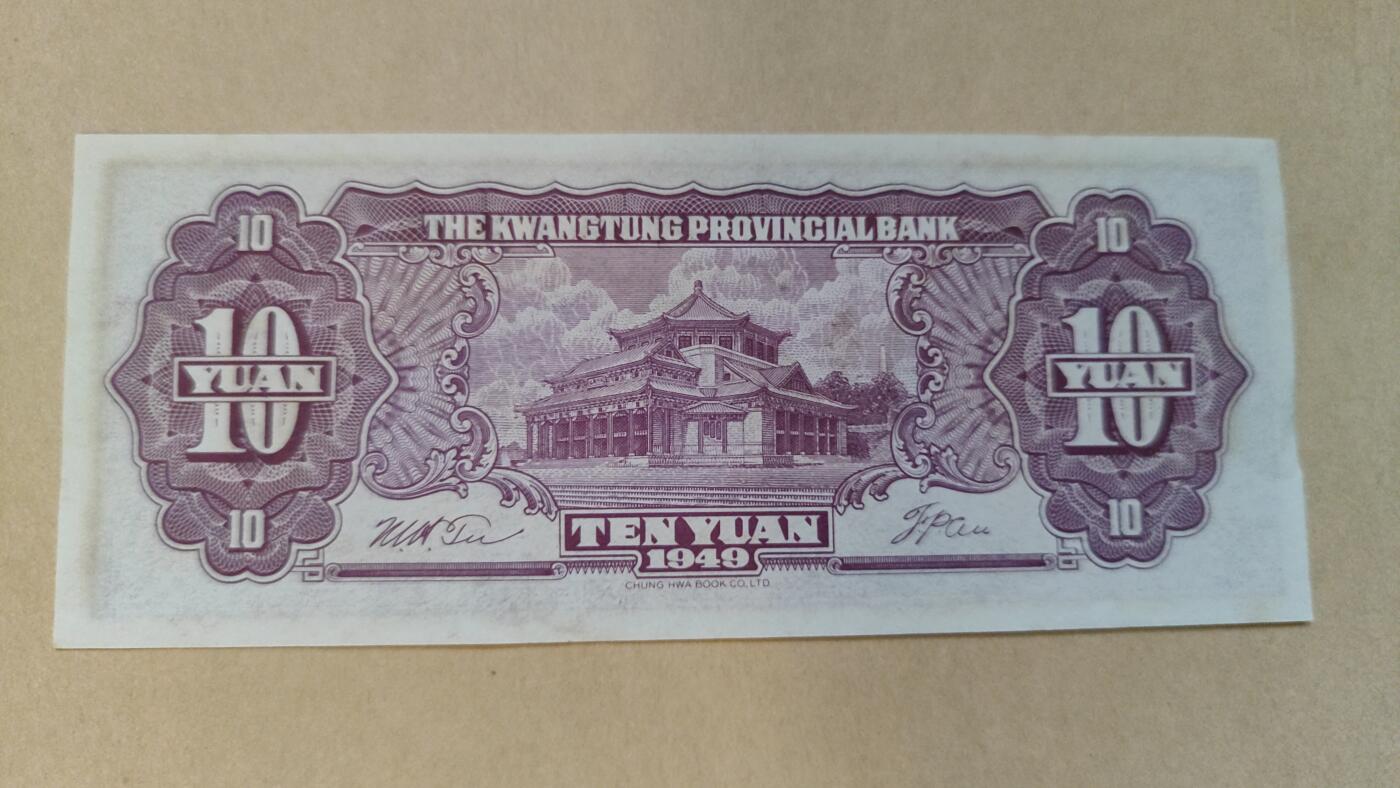 THE KWANGTUNG PROVINCIAL BANK
10 10
10 10
YUAN YUAN
10 10
TEN YUAN
1949
CHUNG HWA BOOK CO., LTD.